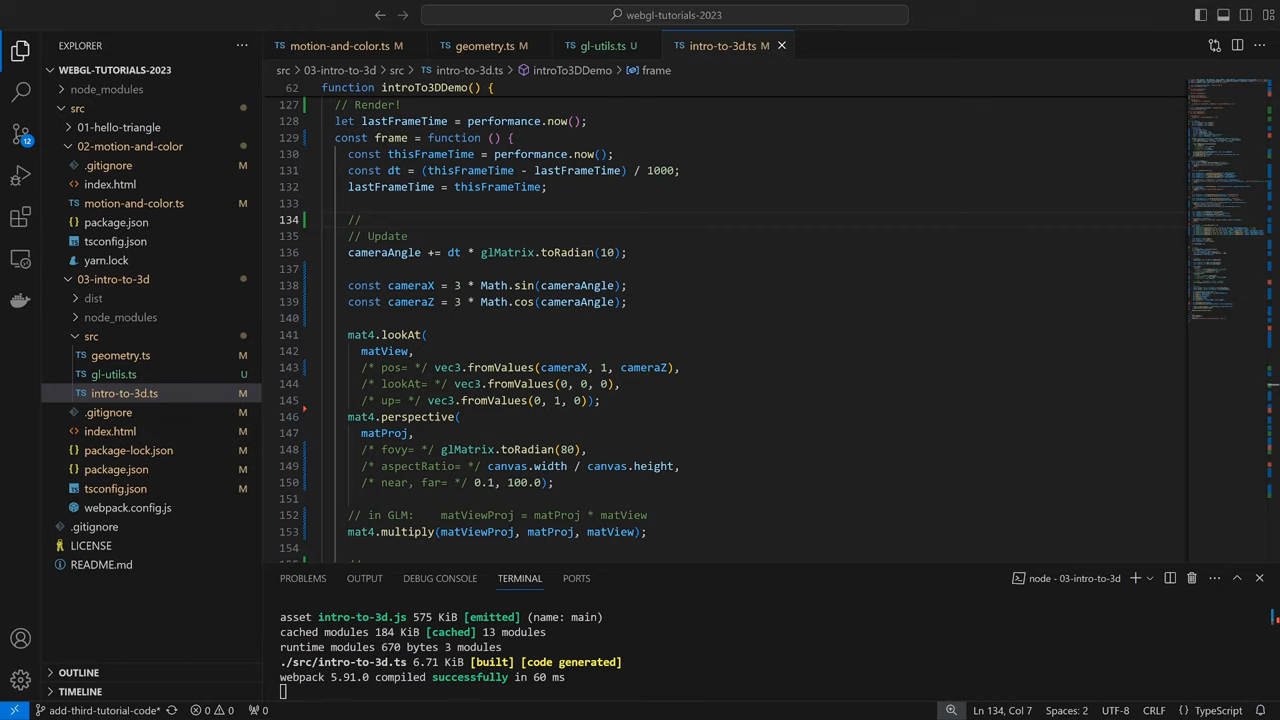 webgl-tutorials-2023
EXPLORER
WEBGL-TUTORIALS-2023
node_modules
src
01-hello-triangle
02-motion-and-color
.gitignore
index.html M
motion-and-color.ts M
package.json M
tsconfig.json M
yarn.lock M
03-intro-to-3d
dist
node_modules
src
TS geometry.ts M
TS gl-utils.ts U
TS intro-to-3d.ts M
.gitignore M
index.html M
package-lock.json M
package.json M
tsconfig.json M
webpack.config.js
.gitignore
LICENSE
README.md
OUTLINE
TIMELINE
motion-and-color.ts M
geometry.ts M
gl-utils.ts U
TS intro-to-3d.ts M
src > 03-intro-to-3d > src > TS intro-to-3d.ts > introTo3DDemo > frame
62 function introTo3DDemo() {
127 // Render!
128 let lastFrameTime = performance.now();
129 const frame = function () {
130 const thisFrameTime = performance.now();
131 const dt = (thisFrameTime - lastFrameTime) / 1000;
132 lastFrameTime = thisFrameTime;
133
134 //
135 // Update
136 cameraAngle += dt * glMatrix.toRadian(10);
137
138 const cameraX = 3 * Math.sin(cameraAngle);
139 const cameraZ = 3 * Math.cos(cameraAngle);
140
141 mat4.lookAt(
142 matView,
143 /* pos= */ vec3.fromValues(cameraX, 1, cameraZ),
144 /* lookAt= */ vec3.fromValues(0, 0, 0),
145 /* up= */ vec3.fromValues(0, 1, 0));
146 mat4.perspective(
147 matProj,
148 /* fovy= */ glMatrix.toRadian(80),
149 /* aspectRatio= */ canvas.width / canvas.height,
150 /* near, far= */ 0.1, 100.0);
151
152 // in GLM: matViewProj = matProj * matView
153 mat4.multiply(matViewProj, matProj, matView);
154
PROBLEMS OUTPUT DEBUG CONSOLE TERMINAL PORTS
node - 03-intro-to-3d
asset intro-to-3d.js 575 KiB [emitted] (name: main)
cached modules 184 KiB [cached] 13 modules
runtime modules 670 bytes 3 modules
./src/intro-to-3d.ts 6.71 KiB [built] [code generated]
webpack 5.91.0 compiled successfully in 60 ms
12
add-third-tutorial-code* 0 0 0
Ln 134, Col 7 Spaces: 2 UTF-8 CRLF TypeScript